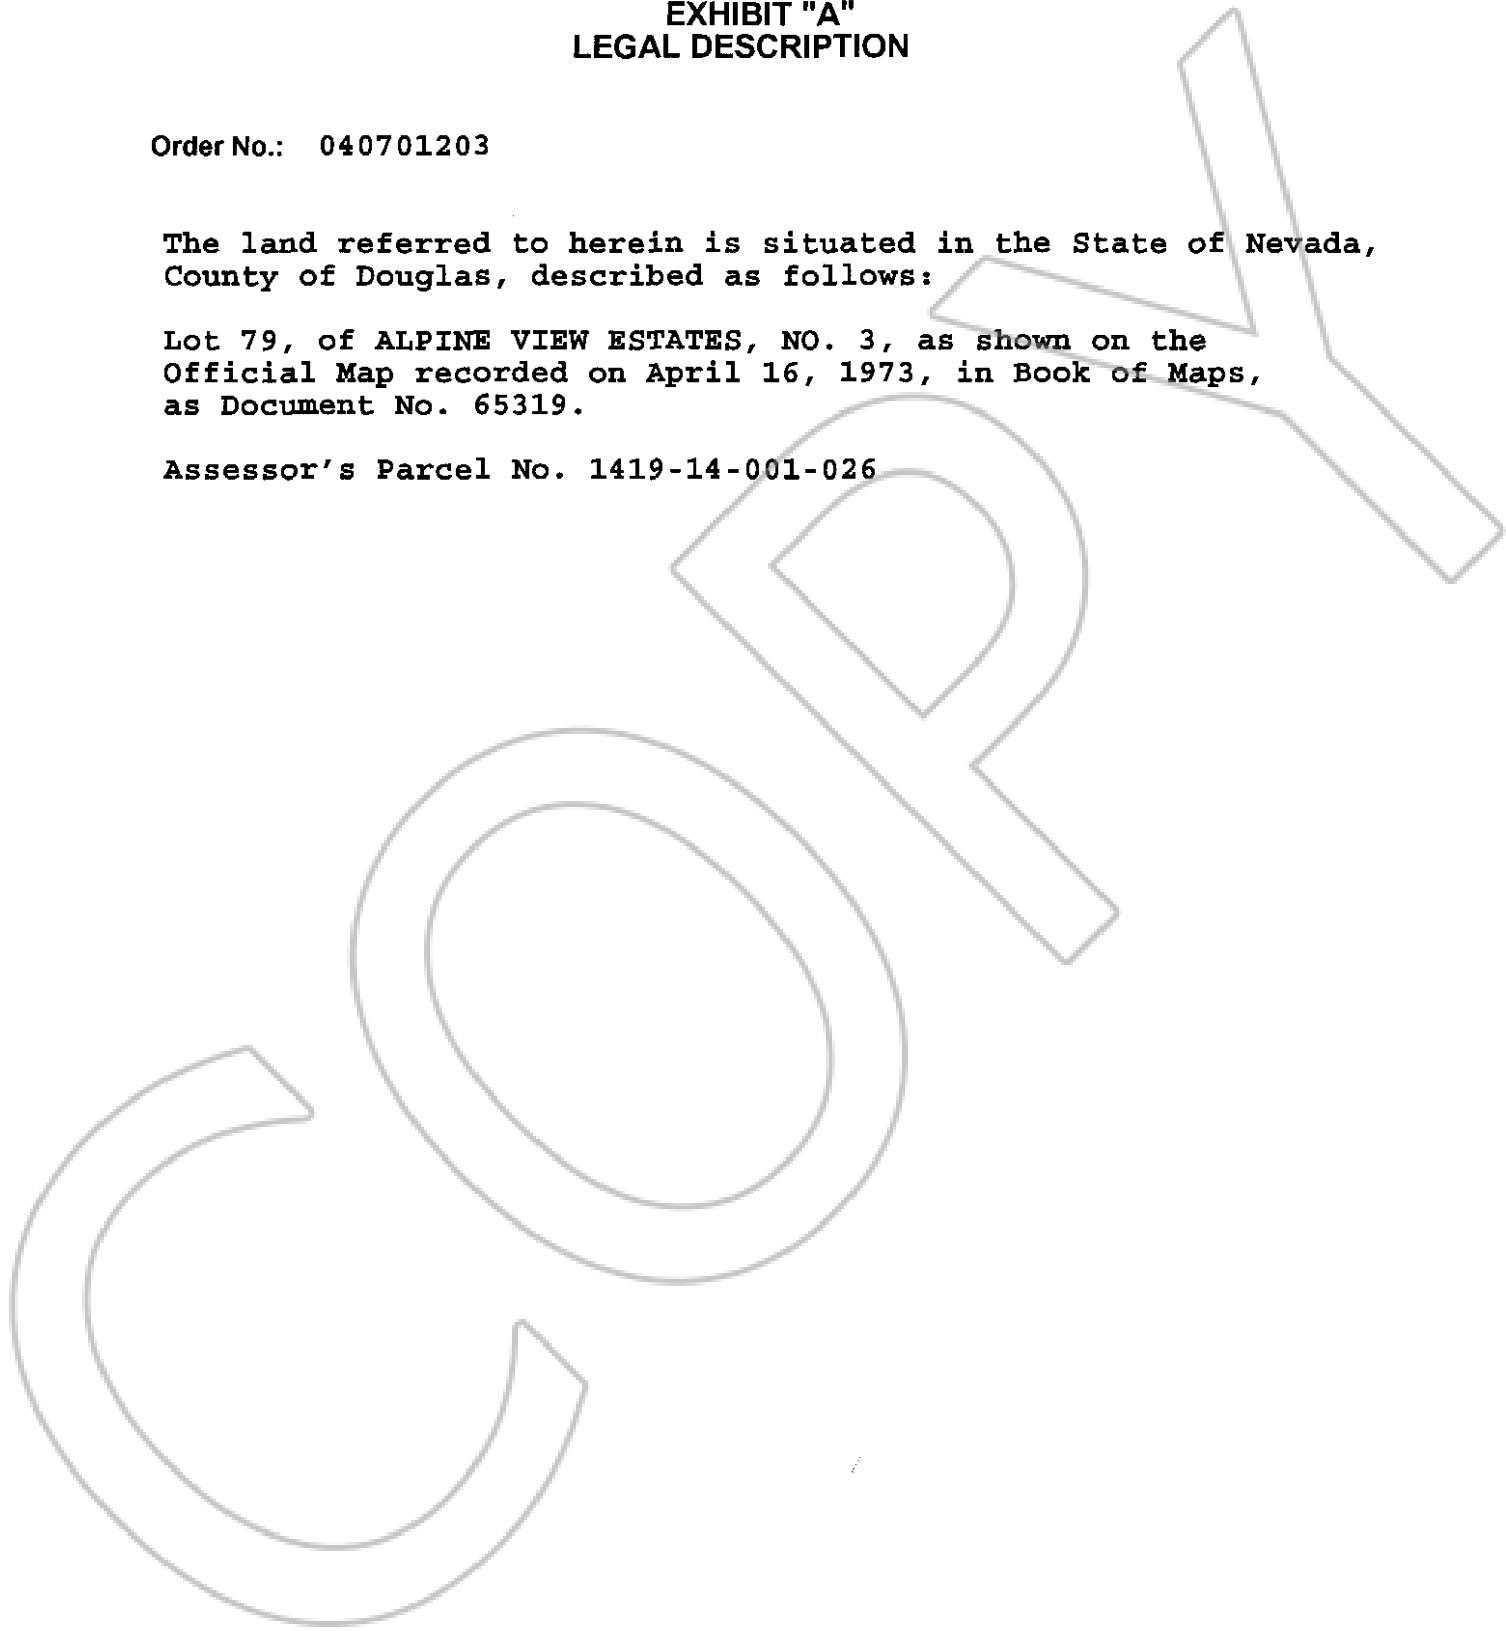 EXHIBIT "A"
LEGAL DESCRIPTION
Order No.: 040701203
The land referred to herein is situated in the State of Nevada,
County of Douglas, described as follows:
Lot 79, of ALPINE VIEW ESTATES, NO. 3, as shown on the
Official Map recorded on April 16, 1973, in Book of Maps,
as Document No. 65319.
Assessor's Parcel No. 1419-14-001-026
COPY